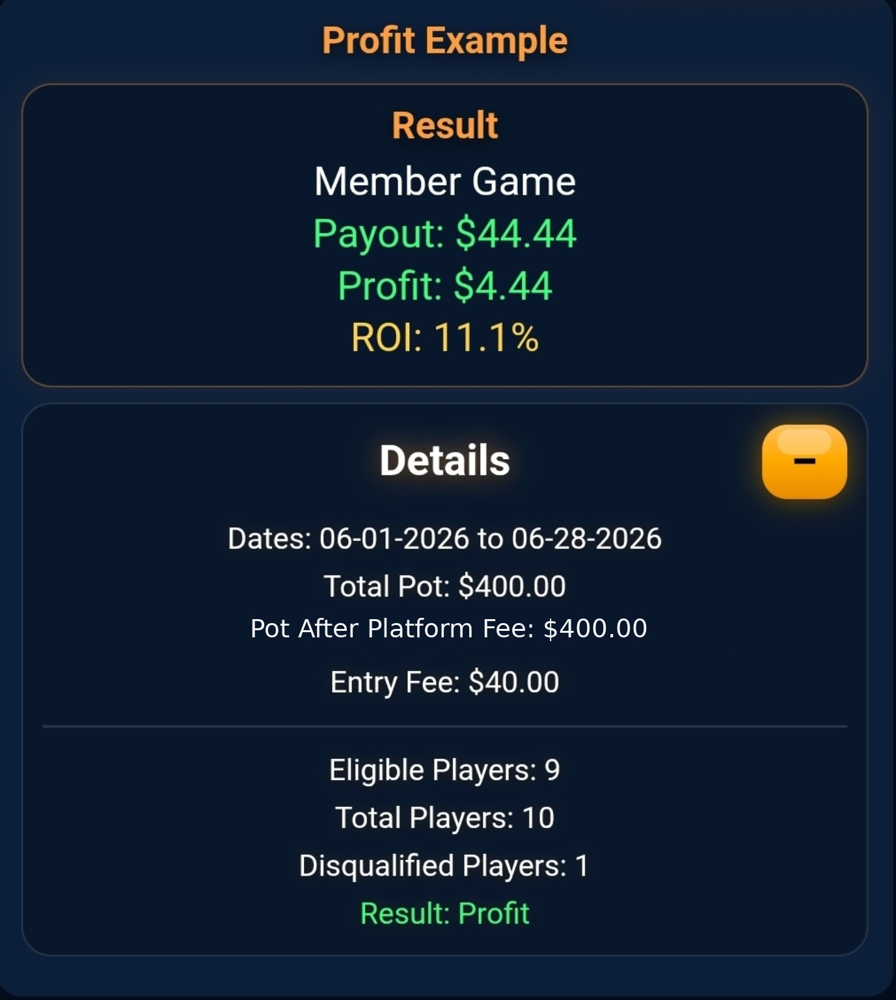 Profit Example
Result
Member Game
Payout: $44.44
Profit: $4.44
ROI: 11.1%
Details
–
Dates: 06-01-2026 to 06-28-2026
Total Pot: $400.00
Pot After Platform Fee: $400.00
Entry Fee: $40.00
Eligible Players: 9
Total Players: 10
Disqualified Players: 1
Result: Profit